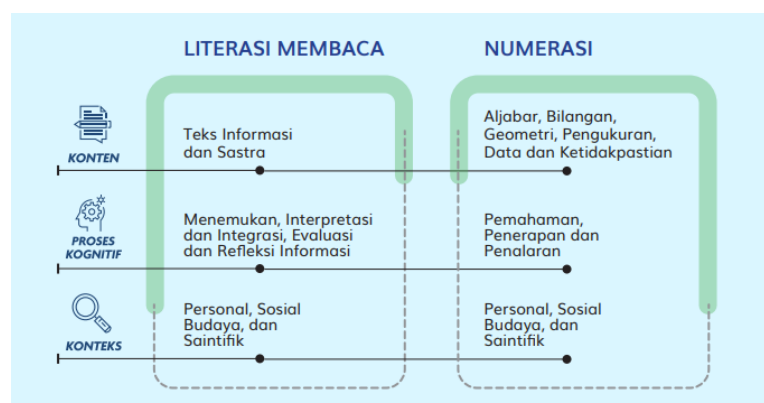 LITERASI MEMBACA
NUMERASI
KONTEN
Teks Informasi
dan Sastra
Aljabar, Bilangan,
Geometri, Pengukuran,
Data dan Ketidakpastian
PROSES
KOGNITIF
Menemukan, Interpretasi
dan Integrasi, Evaluasi
dan Refleksi Informasi
Pemahaman,
Penerapan dan
Penalaran
KONTEKS
Personal, Sosial
Budaya, dan
Saintifik
Personal, Sosial
Budaya, dan
Saintifik